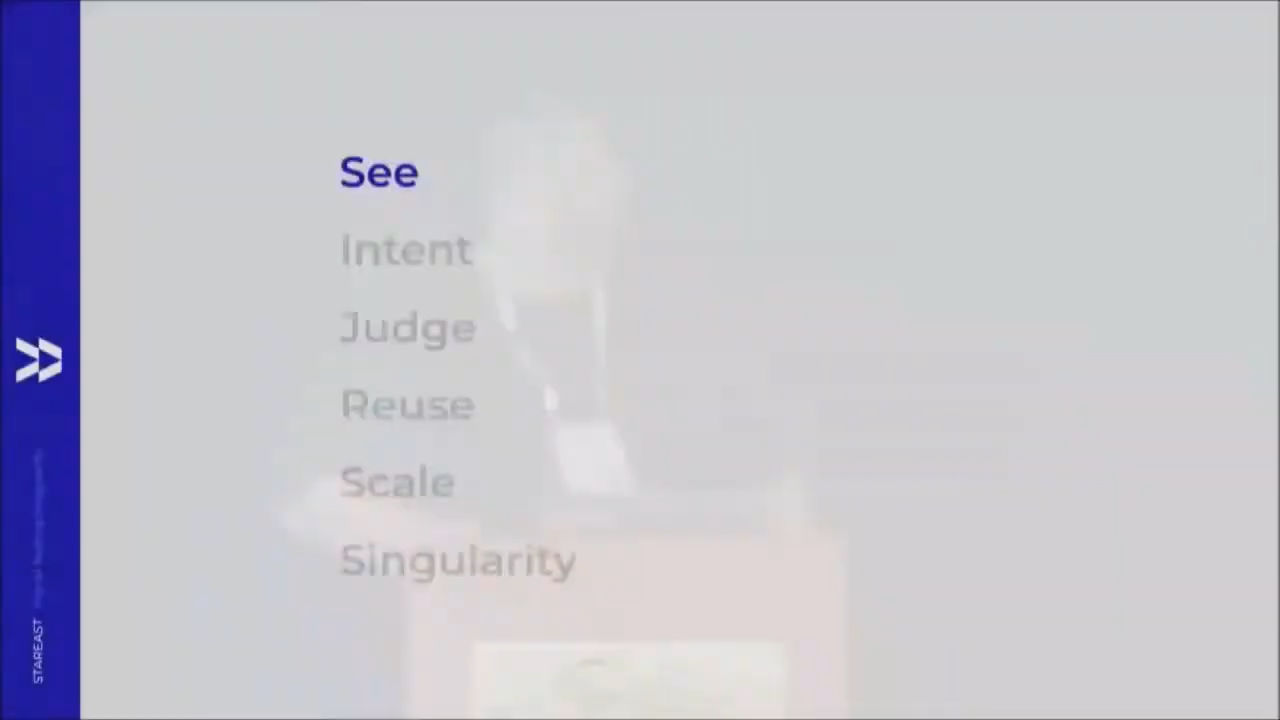 See
Intent
Judge
Reuse
Scale
Singularity
STAREAST